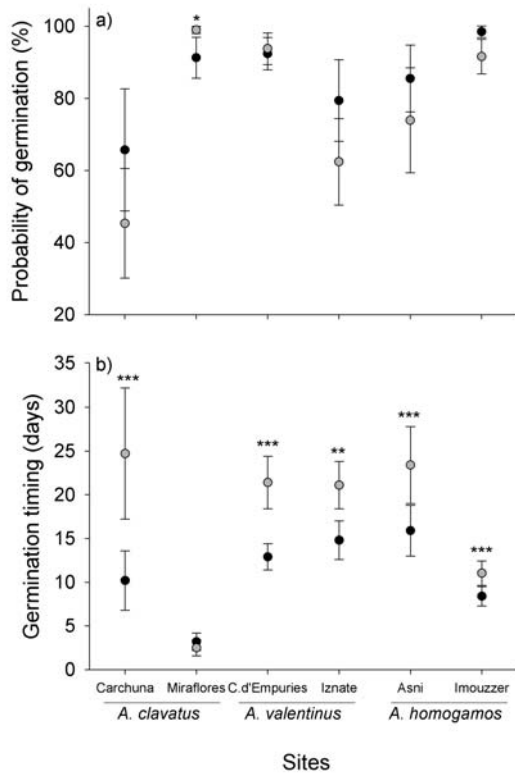 a)
Probability of germination (%)
100
80
60
40
20
*
b)
Germination timing (days)
35
30
25
20
15
10
5
0
***
***
**
***
***
Carchuna Miraflores C.d'Empuries Iznate Asni Imouzzer
A. clavatus A. valentinus A. homogamos
Sites